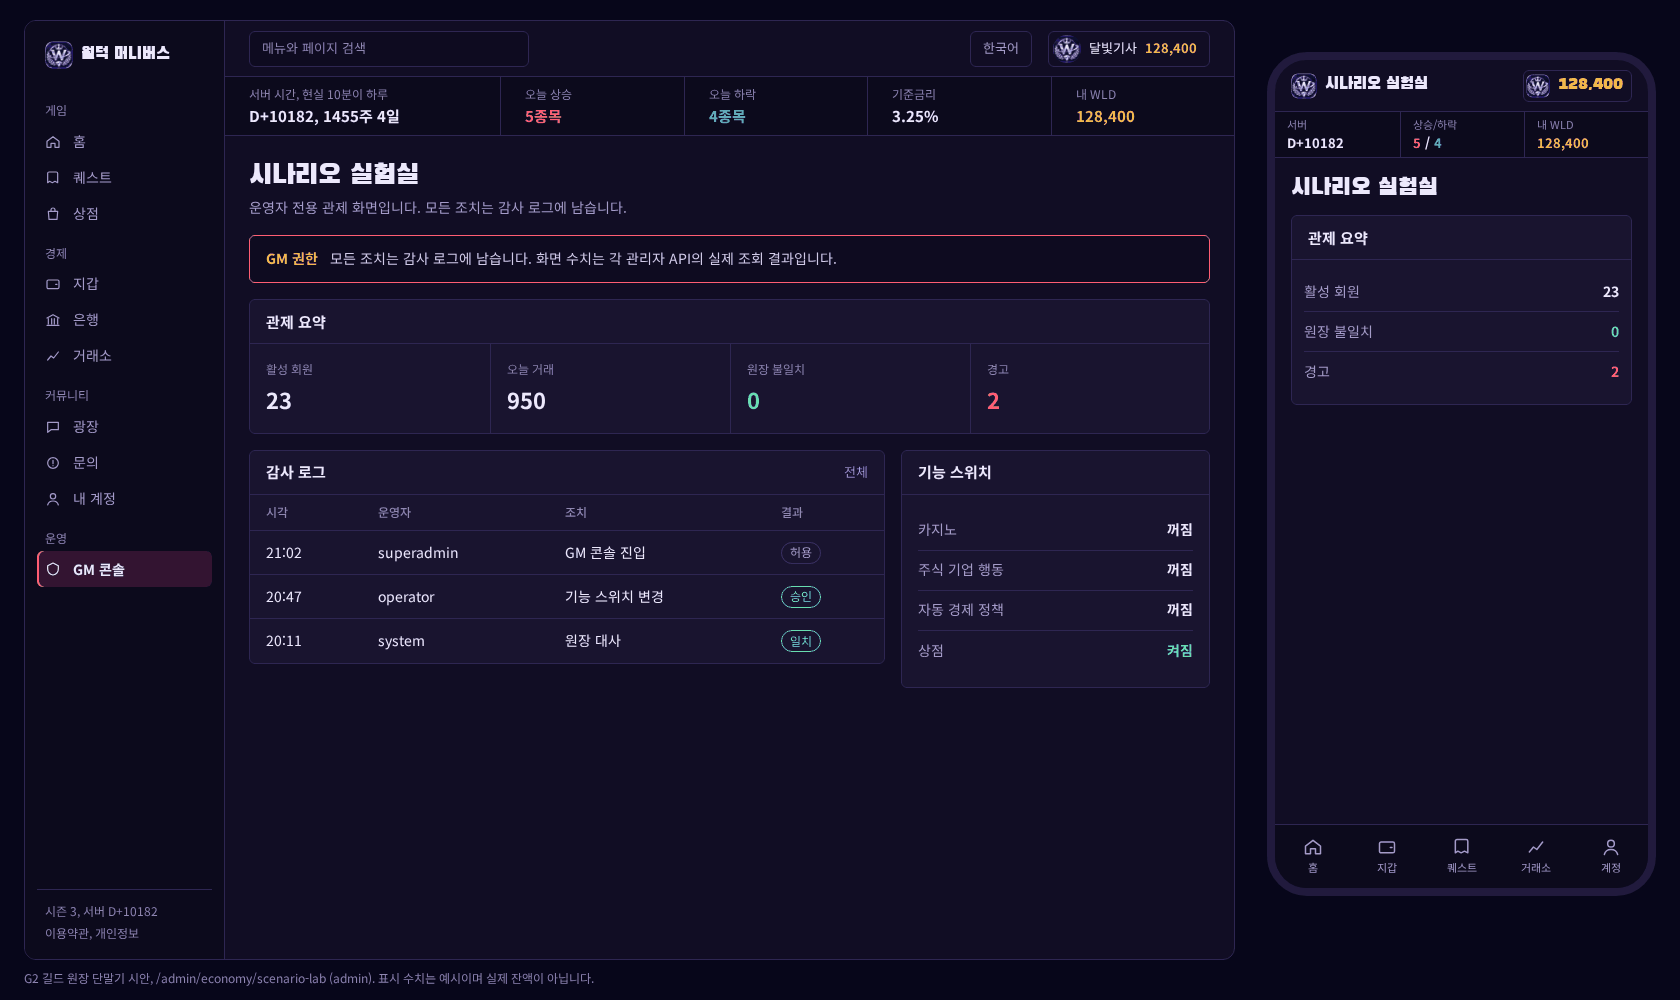 월덕 머니버스
메뉴와 페이지 검색
한국어
달빛기사 128,400
서버 시간, 현실 10분이 하루
D+10182, 1455주 4일
오늘 상승
5종목
오늘 하락
4종목
기준금리
3.25%
내 WLD
128,400
게임
홈
퀘스트
상점
경제
지갑
은행
거래소
커뮤니티
광장
문의
내 계정
운영
GM 콘솔
시즌 3, 서버 D+10182
이용약관, 개인정보
시나리오 실험실
운영자 전용 관제 화면입니다. 모든 조치는 감사 로그에 남습니다.
GM 권한 모든 조치는 감사 로그에 남습니다. 화면 수치는 각 관리자 API의 실제 조회 결과입니다.
관제 요약
활성 회원
23
오늘 거래
950
원장 불일치
0
경고
2
감사 로그 전체
시각 운영자 조치 결과
21:02 superadmin GM 콘솔 진입 허용
20:47 operator 기능 스위치 변경 승인
20:11 system 원장 대사 일치
기능 스위치
카지노 꺼짐
주식 기업 행동 꺼짐
자동 경제 정책 꺼짐
상점 켜짐
시나리오 실험실 128,400
서버
D+10182
상승/하락
5 / 4
내 WLD
128,400
시나리오 실험실
관제 요약
활성 회원 23
원장 불일치 0
경고 2
홈 지갑 퀘스트 거래소 계정
G2 길드 원장 단말기 시안, /admin/economy/scenario-lab (admin). 표시 수치는 예시이며 실제 잔액이 아닙니다.